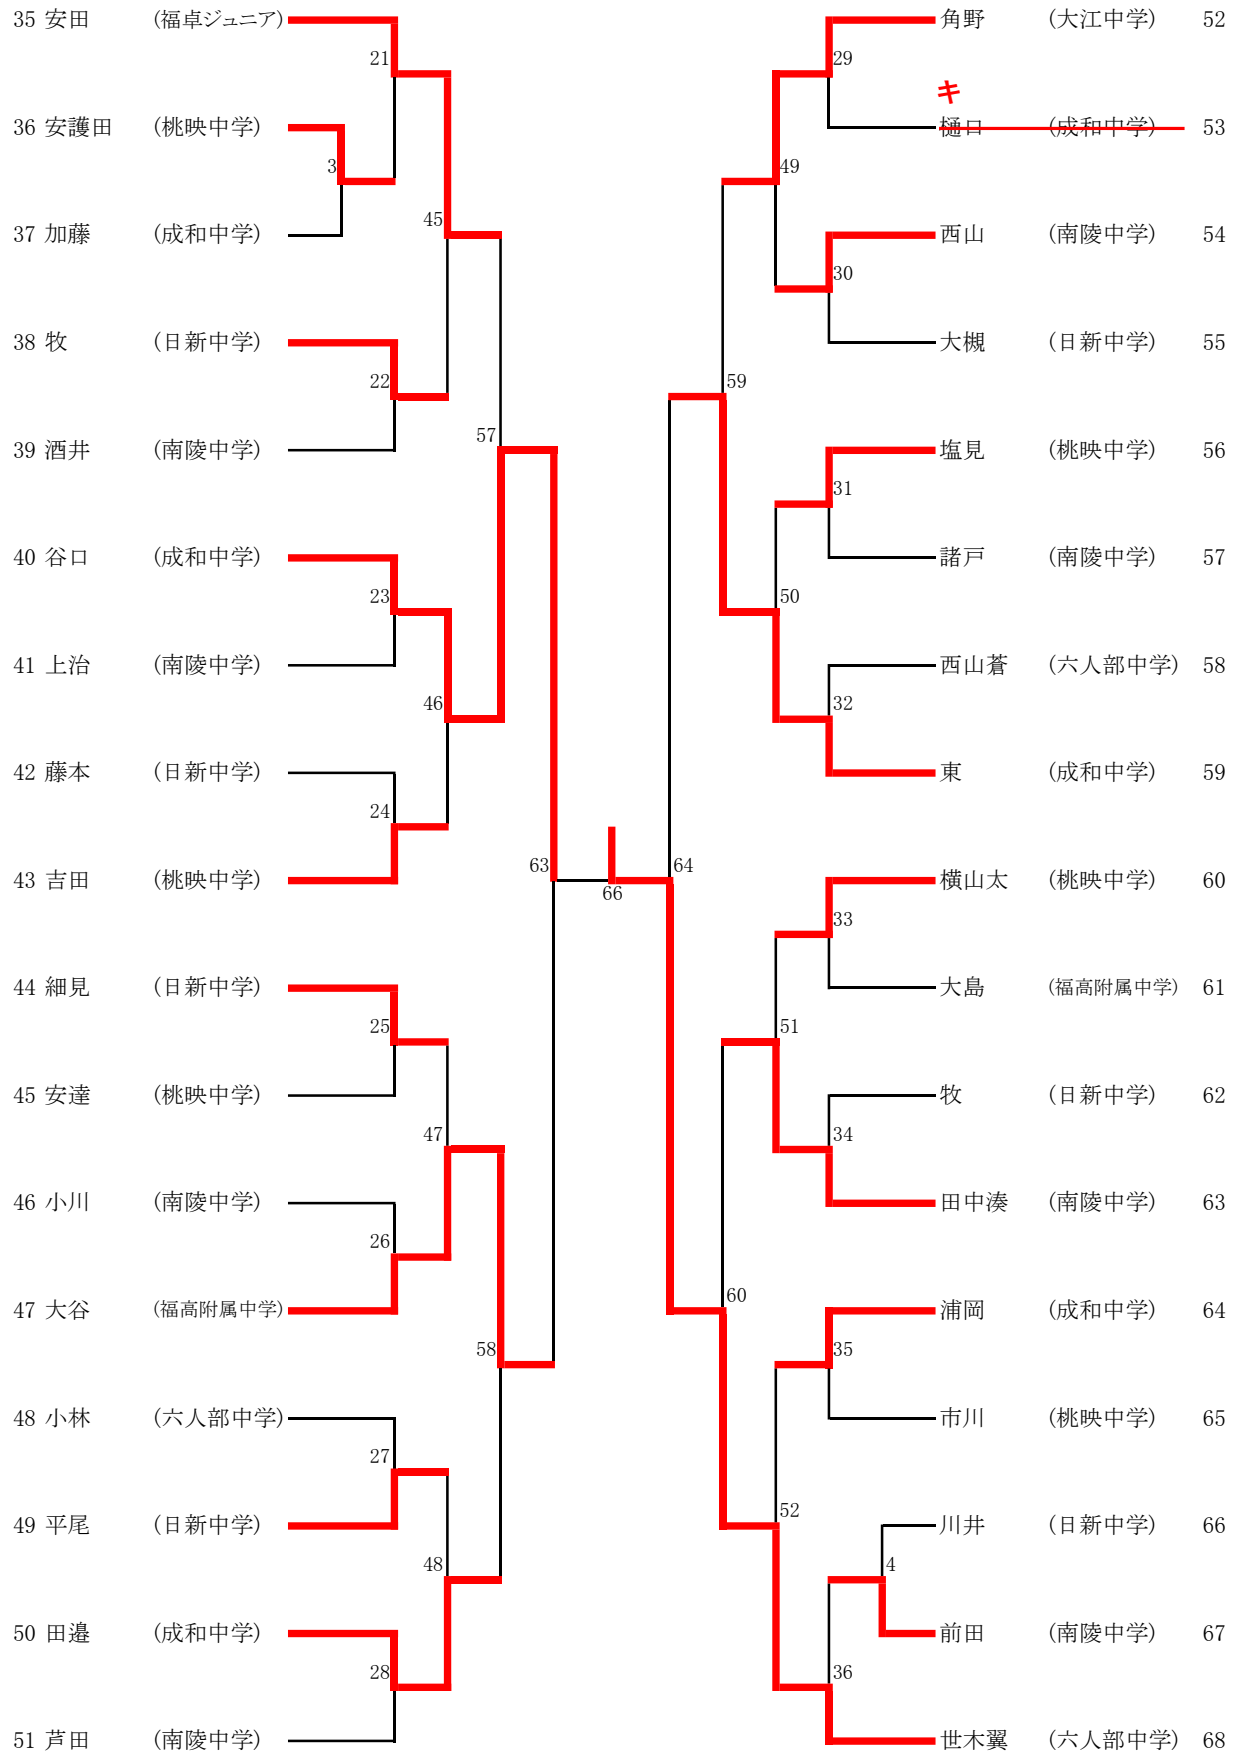 35 安田 (福卓ジュニア)
21
36 安護田 (桃映中学)
3
37 加藤 (成和中学)
45
38 牧 (日新中学)
22
39 酒井 (南陵中学)
57
40 谷口 (成和中学)
23
41 上治 (南陵中学)
46
42 藤本 (日新中学)
24
43 吉田 (桃映中学)
63
66
44 細見 (日新中学)
25
45 安達 (桃映中学)
47
46 小川 (南陵中学)
26
47 大谷 (福高附属中学)
58
48 小林 (六人部中学)
27
49 平尾 (日新中学)
48
50 田邉 (成和中学)
28
51 芦田 (南陵中学)
角野 (大江中学) 52
29
キ
樋口 (成和中学) 53
49
西山 (南陵中学) 54
30
大槻 (日新中学) 55
59
塩見 (桃映中学) 56
31
諸戸 (南陵中学) 57
50
西山蒼 (六人部中学) 58
32
東 (成和中学) 59
64
横山太 (桃映中学) 60
33
大島 (福高附属中学) 61
51
牧 (日新中学) 62
34
田中湊 (南陵中学) 63
60
浦岡 (成和中学) 64
35
市川 (桃映中学) 65
52
川井 (日新中学) 66
4
前田 (南陵中学) 67
36
世木翼 (六人部中学) 68